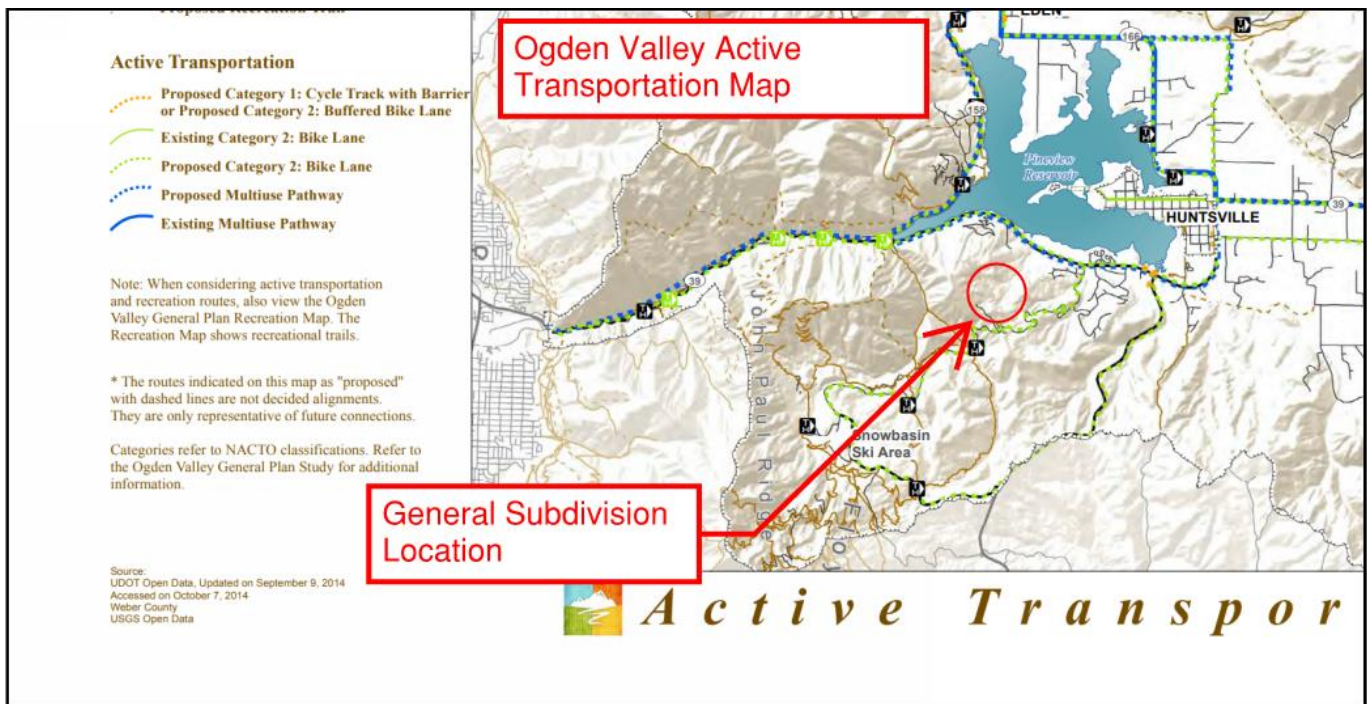 Proposed Recreation Trail
Active Transportation
Proposed Category 1: Cycle Track with Barrier
or Proposed Category 2: Buffered Bike Lane
Existing Category 2: Bike Lane
Proposed Category 2: Bike Lane
Proposed Multiuse Pathway
Existing Multiuse Pathway
Note: When considering active transportation
and recreation routes, also view the Ogden
Valley General Plan Recreation Map. The
Recreation Map shows recreational trails.
* The routes indicated on this map as "proposed"
with dashed lines are not decided alignments.
They are only representative of future connections.
Categories refer to NACTO classifications. Refer to
the Ogden Valley General Plan Study for additional
information.
Source:
UDOT Open Data, Updated on September 9, 2014
Accessed on October 7, 2014
Weber County
USGS Open Data
Ogden Valley Active
Transportation Map
EDEN
166
158
Pineview
Reservoir
39
HUNTSVILLE
39
John Paul Ridge
Snowbasin
Ski Area
General Subdivision
Location
Active Transpor